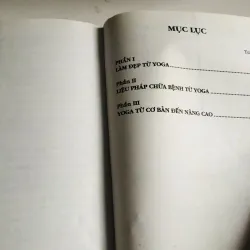 MỤC LỤC
PHẦN I
LÀM ĐẸP TỪ YOGA
Phần II
LIỆU PHÁP CHỮA BỆNH TỪ YOGA
Phần III
YOGA TỪ CƠ BẢN ĐẾN NÂNG CAO